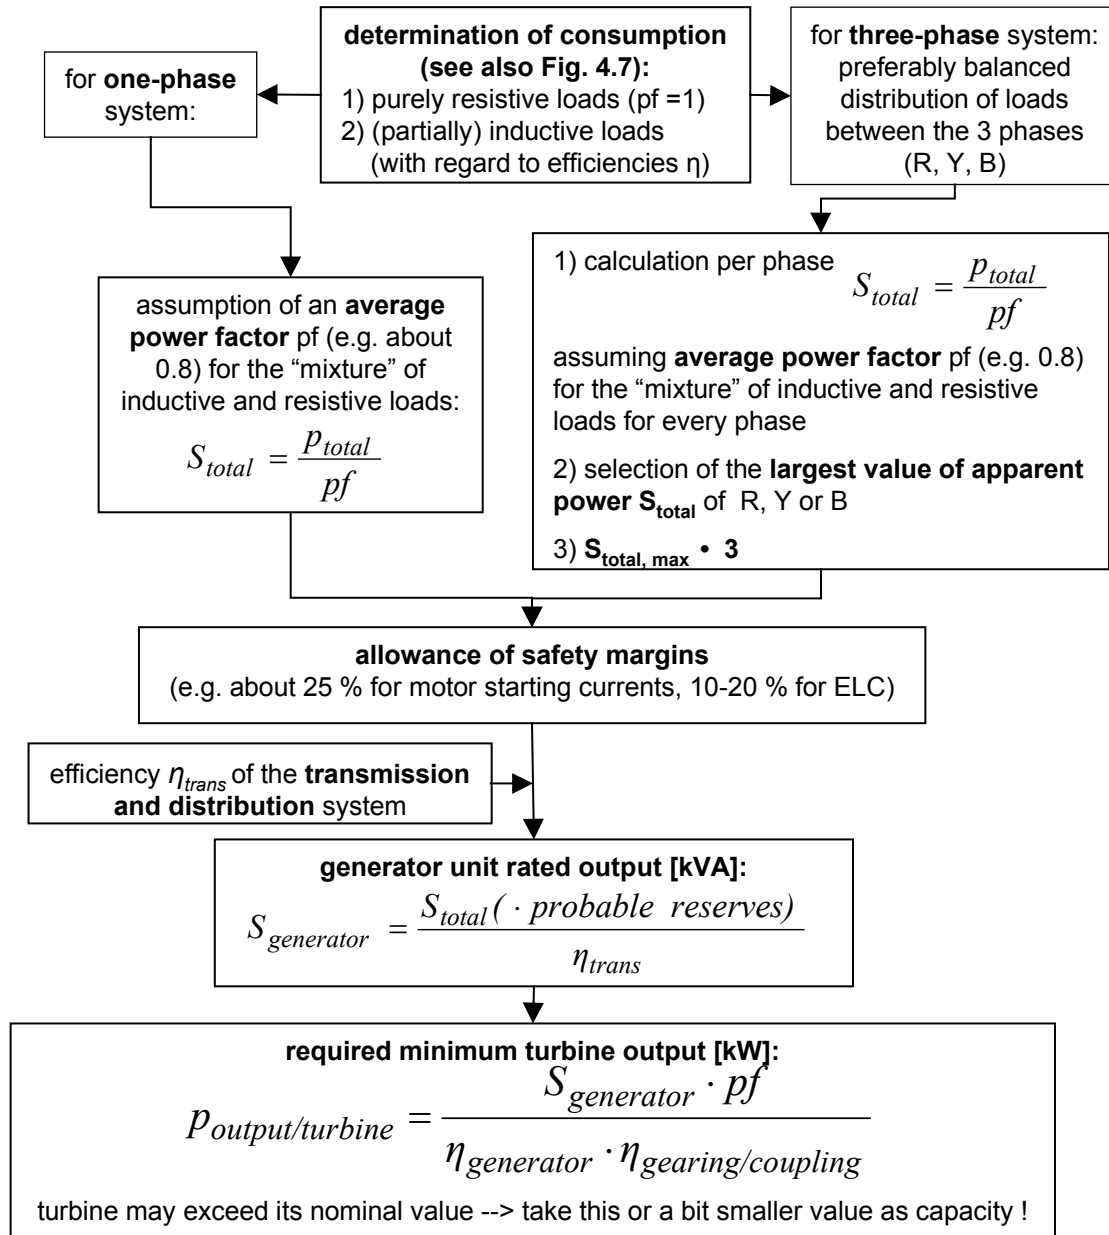 determination of consumption
(see also Fig. 4.7):
1) purely resistive loads (pf =1)
2) (partially) inductive loads
(with regard to efficiencies η)
for one-phase
system:
for three-phase system:
preferably balanced
distribution of loads
between the 3 phases
(R, Y, B)
assumption of an average
power factor pf (e.g. about
0.8) for the “mixture” of
inductive and resistive loads:
S_total = p_total / pf
1) calculation per phase S_total = p_total / pf
assuming average power factor pf (e.g. 0.8)
for the “mixture” of inductive and resistive
loads for every phase
2) selection of the largest value of apparent
power S_total of R, Y or B
3) S_total, max • 3
allowance of safety margins
(e.g. about 25 % for motor starting currents, 10-20 % for ELC)
efficiency η_trans of the transmission
and distribution system
generator unit rated output [kVA]:
S_generator = S_total ( · probable reserves) / η_trans
required minimum turbine output [kW]:
p_output/turbine = S_generator · pf / η_generator · η_gearing/coupling
turbine may exceed its nominal value --> take this or a bit smaller value as capacity !